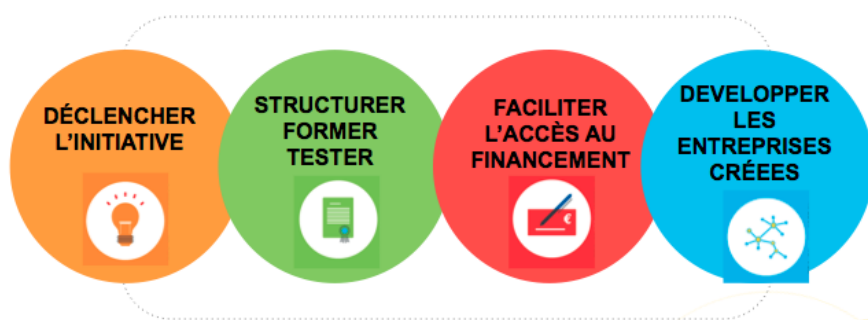 DÉCLENCHER
L'INITIATIVE
STRUCTURER
FORMER
TESTER
FACILITER
L'ACCÈS AU
FINANCEMENT
DEVELOPPER
LES
ENTREPRISES
CRÉEES
€